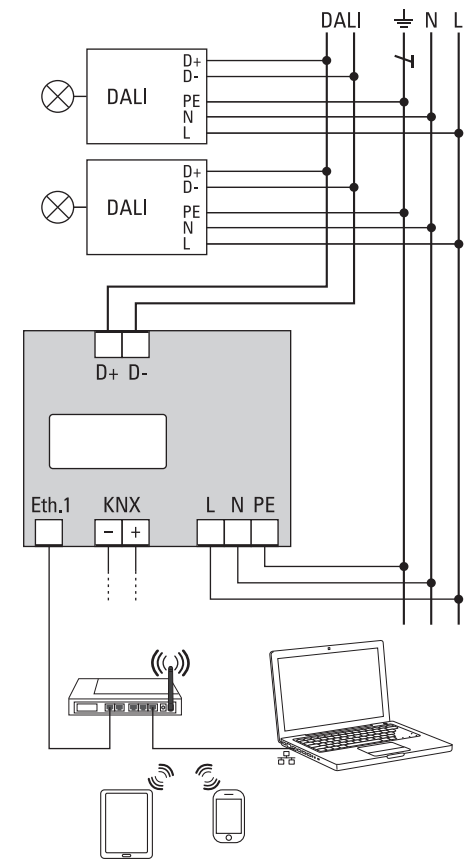 DALI N L
D+
D-
DALI
PE
N
L
D+
D-
DALI
PE
N
L
D+ D-
Eth.1 KNX L N PE
– +